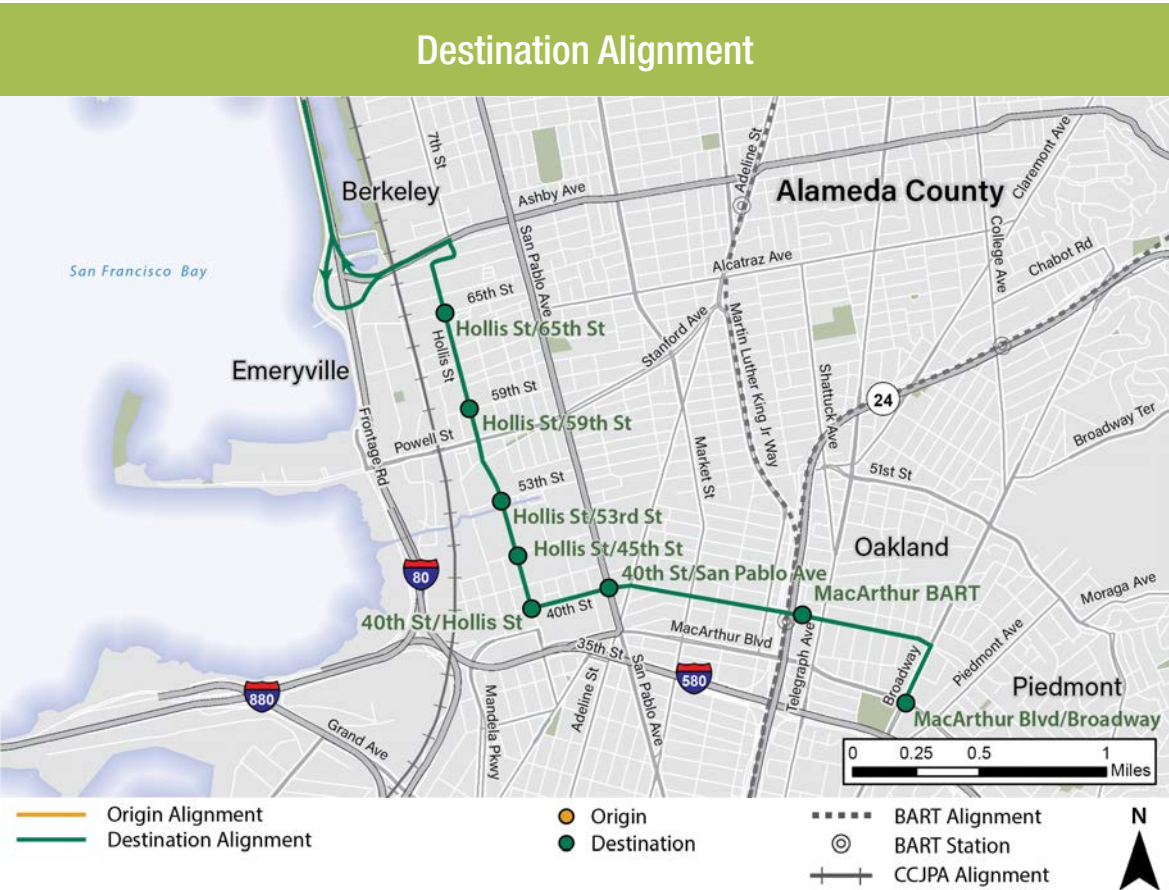 Destination Alignment
7th St
Adeline St
Claremont Ave
Berkeley
Alameda County
Ashby Ave
San Pablo Ave
College Ave
Chabot Rd
San Francisco Bay
Alcatraz Ave
65th St
Hollis St/65th St
Stanford Ave
Martin Luther King Jr Way
Hollis St
Emeryville
Shattuck Ave
24
59th St
Hollis St/59th St
Broadway Ter
Frontage Rd
Powell St
Market St
51st St
53th St
Hollis St/53rd St
Oakland
Hollis St/45th St
80
40th St/San Pablo Ave
MacArthur BART
Moraga Ave
40th St/Hollis St
40th St
MacArthur Blvd
Piedmont Ave
35th St
Telegraph Ave
Broadway
580
Piedmont
880
Mandela Pkwy
Adeline St
San Pablo Ave
MacArthur Blvd/Broadway
Grand Ave
0 0.25 0.5 1
Miles
Origin Alignment
Destination Alignment
Origin
Destination
BART Alignment
BART Station
CCJPA Alignment
N